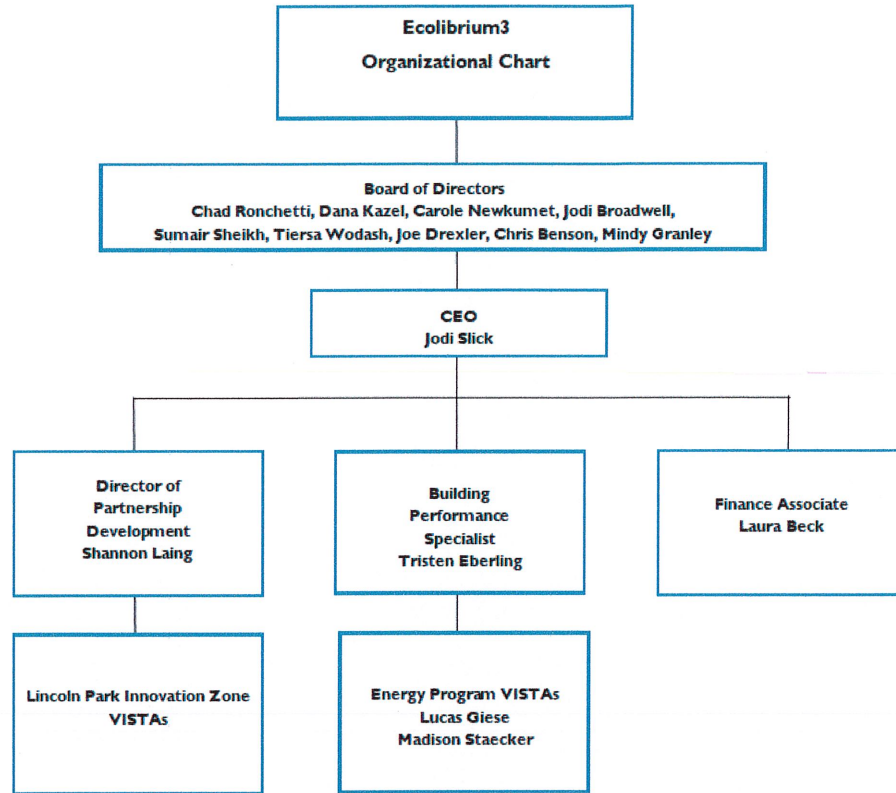 Ecolibrium3
Organizational Chart
Board of Directors
Chad Ronchetti, Dana Kazel, Carole Newkumet, Jodi Broadwell,
Sumair Sheikh, Tiersa Wodash, Joe Drexler, Chris Benson, Mindy Granley
CEO
Jodi Slick
Director of
Partnership
Development
Shannon Laing
Building
Performance
Specialist
Tristen Eberling
Finance Associate
Laura Beck
Lincoln Park Innovation Zone
VISTAs
Energy Program VISTAs
Lucas Giese
Madison Staecker